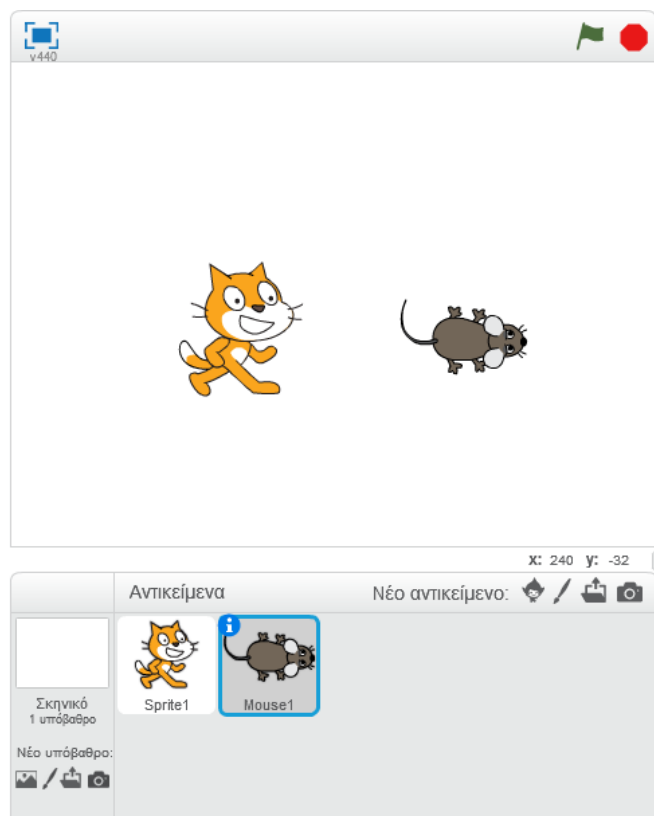 v440
x: 240 y: -32
Αντικείμενα
Νέο αντικείμενο:
Sprite1
Mouse1
Σκηνικό
1 υπόβαθρο
Νέο υπόβαθρο: